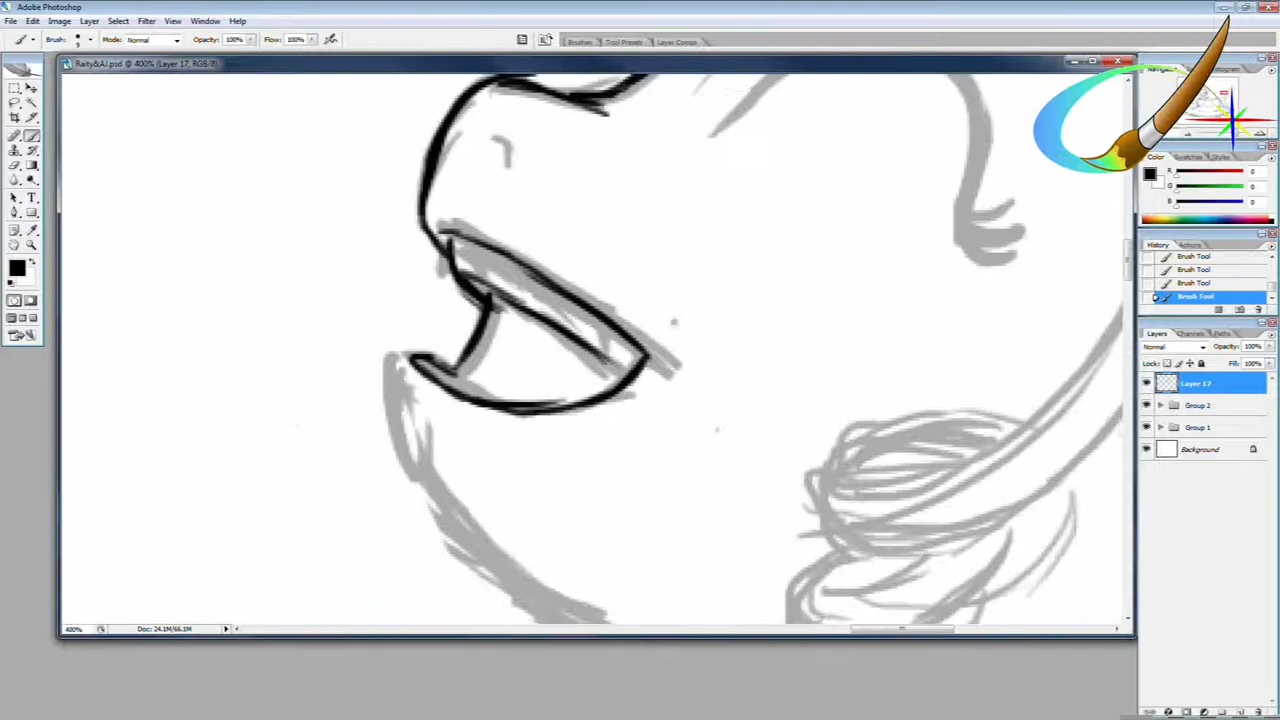 Adobe Photoshop
File Edit Image Layer Select Filter View Window Help
Brush: 9 Mode: Normal Opacity: 100% Flow: 100% Brushes Tool Presets Layer Comps
Raity&AJ.psd @ 400% (Layer 17, RGB/8)
Color Swatches Styles
R 0
G 0
B 0
History Actions
Brush Tool
Brush Tool
Brush Tool
Brush Tool
Layers Channels Paths
Normal Opacity: 100%
Lock: Fill: 100%
Layer 17
Group 2
Group 1
Background
400% Doc: 24.1M/66.1M